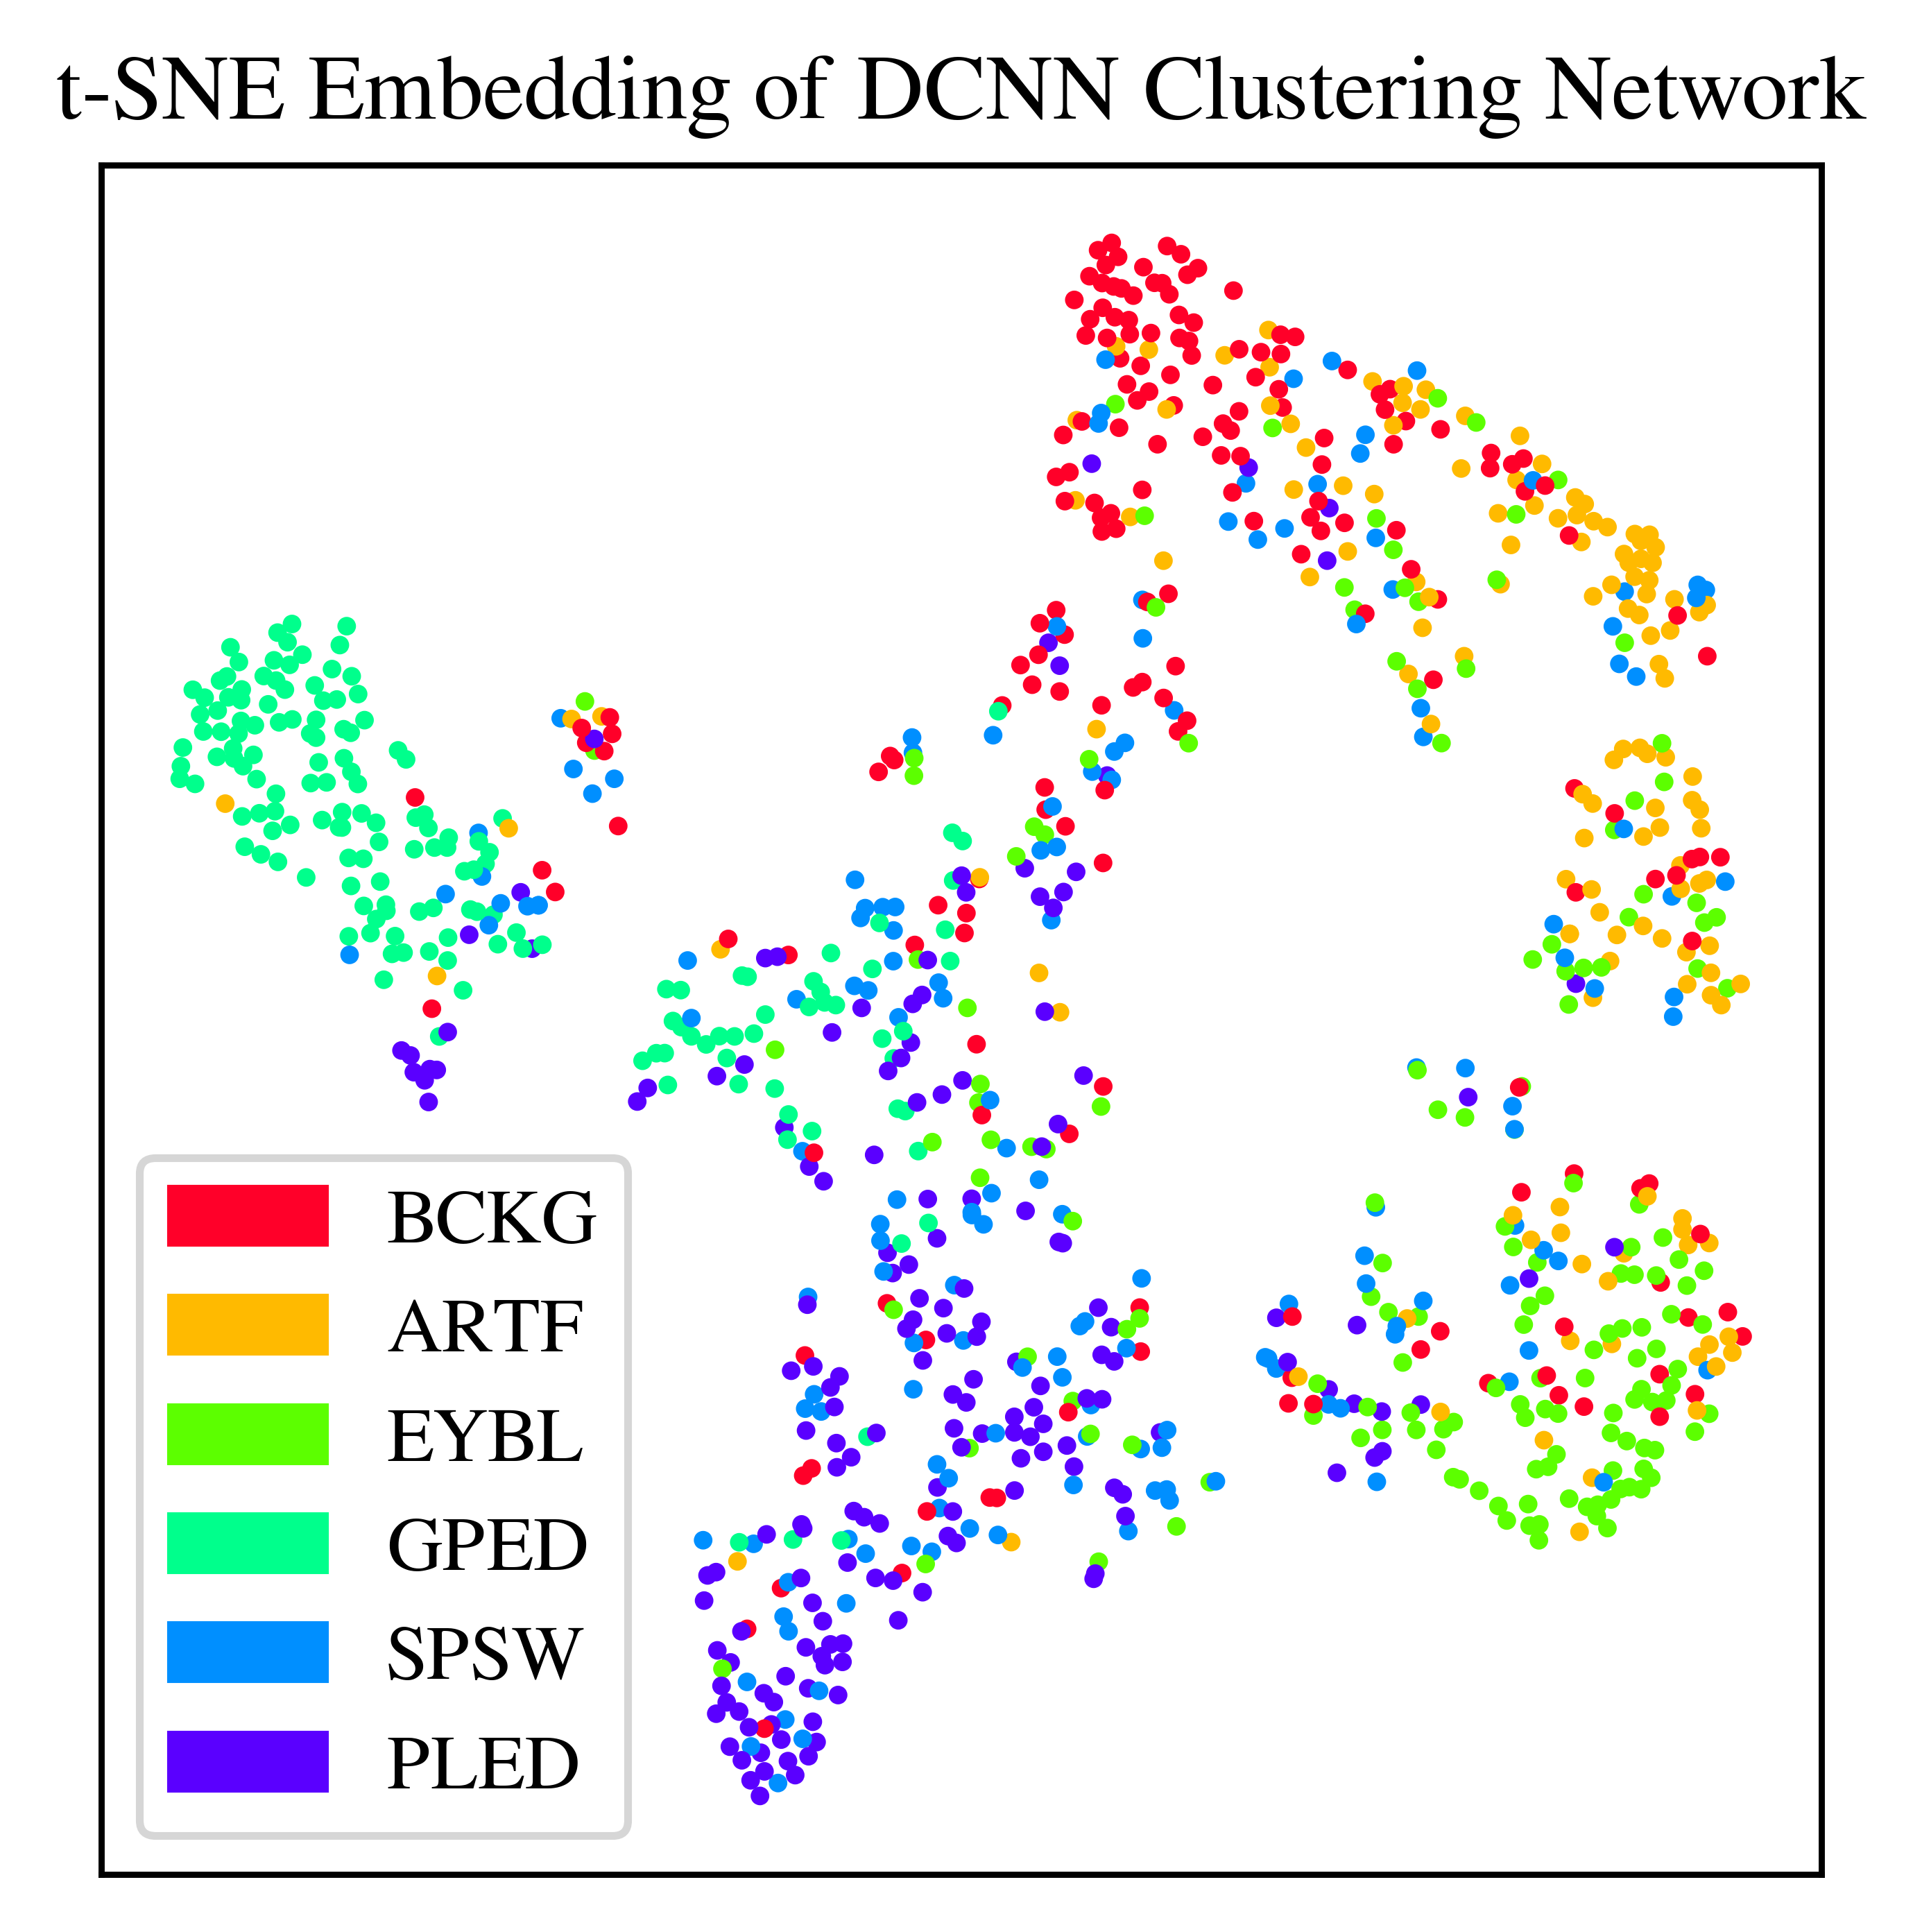 t-SNE Embedding of DCNN Clustering Network
BCKG
ARTF
EYBL
GPED
SPSW
PLED